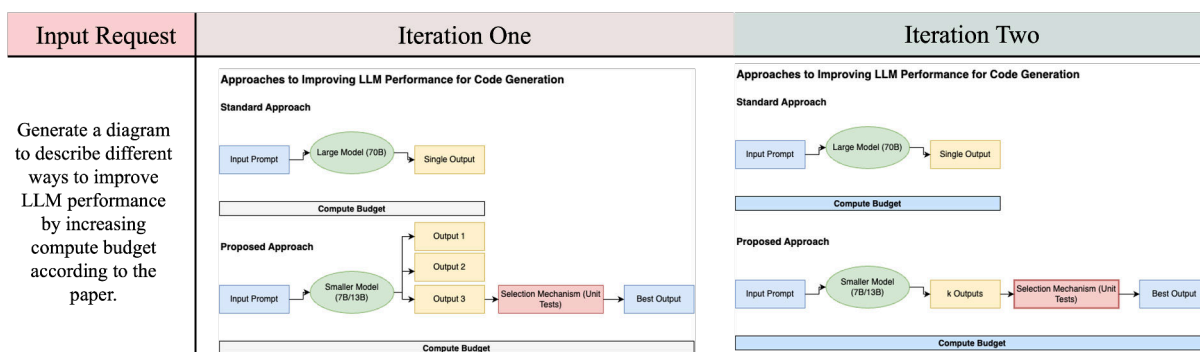 Input Request
Iteration One
Iteration Two
Generate a diagram
to describe different
ways to improve
LLM performance
by increasing
compute budget
according to the
paper.
Approaches to Improving LLM Performance for Code Generation
Standard Approach
Input Prompt
Large Model (70B)
Single Output
Compute Budget
Proposed Approach
Input Prompt
Smaller Model
(7B/13B)
Output 1
Output 2
Output 3
Selection Mechanism (Unit
Tests)
Best Output
Compute Budget
Approaches to Improving LLM Performance for Code Generation
Standard Approach
Input Prompt
Large Model (70B)
Single Output
Compute Budget
Proposed Approach
Input Prompt
Smaller Model
(7B/13B)
k Outputs
Selection Mechanism (Unit
Tests)
Best Output
Compute Budget